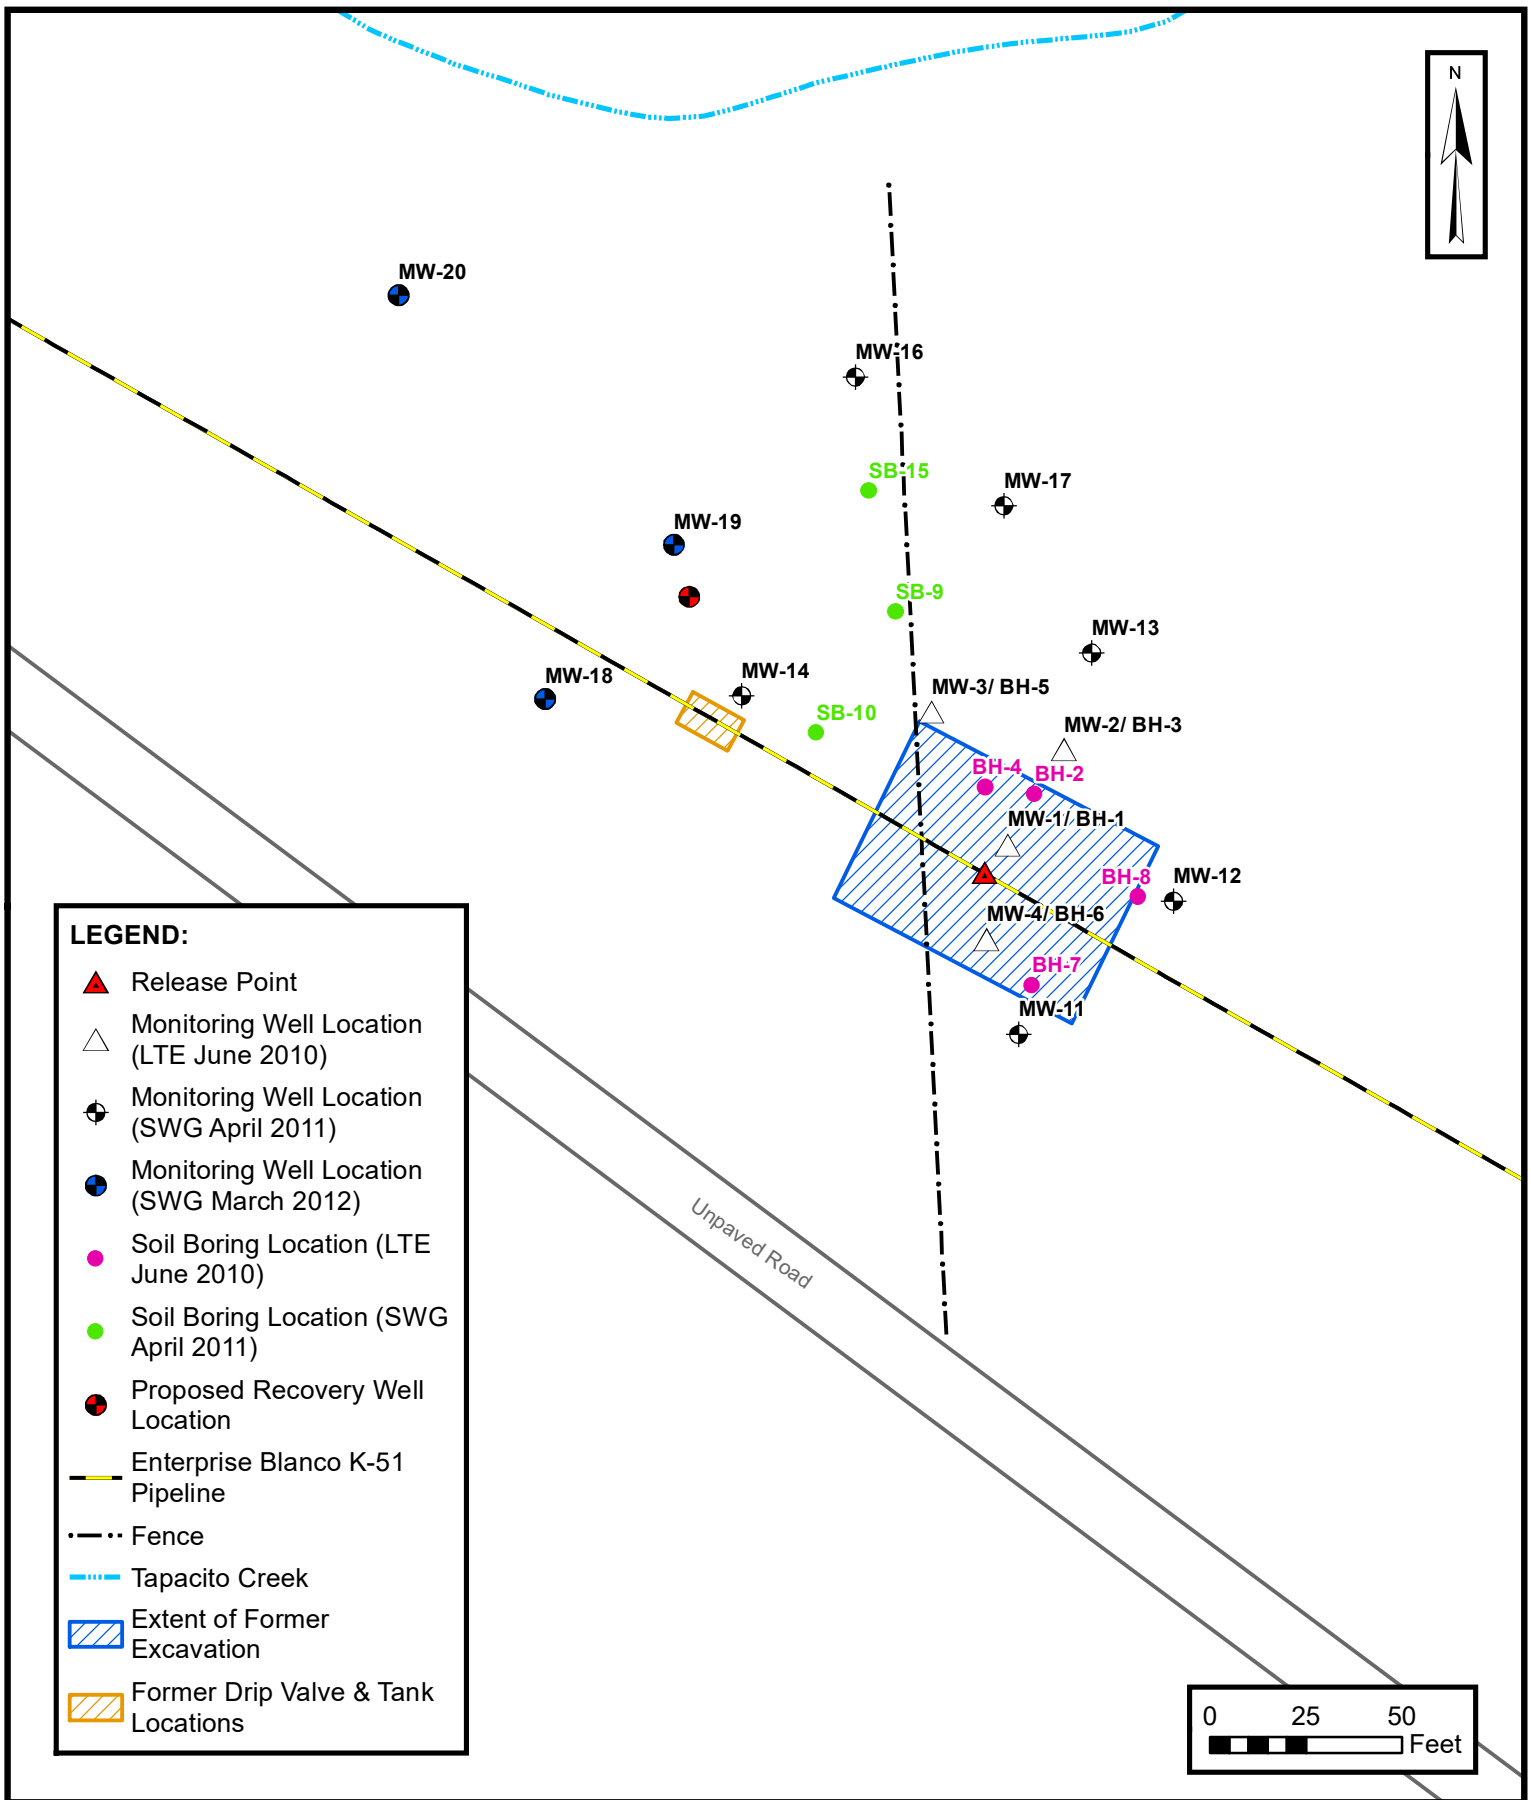 N
MW-20
MW-16
SB-15
MW-17
MW-19
SB-9
MW-13
MW-14
MW-18
MW-3/ BH-5
SB-10
MW-2/ BH-3
BH-4
BH-2
MW-1/ BH-1
BH-8
MW-12
MW-4/ BH-6
BH-7
MW-11
Unpaved Road
LEGEND:
Release Point
Monitoring Well Location
(LTE June 2010)
Monitoring Well Location
(SWG April 2011)
Monitoring Well Location
(SWG March 2012)
Soil Boring Location (LTE
June 2010)
Soil Boring Location (SWG
April 2011)
Proposed Recovery Well
Location
Enterprise Blanco K-51
Pipeline
Fence
Tapacito Creek
Extent of Former
Excavation
Former Drip Valve & Tank
Locations
0 25 50
Feet